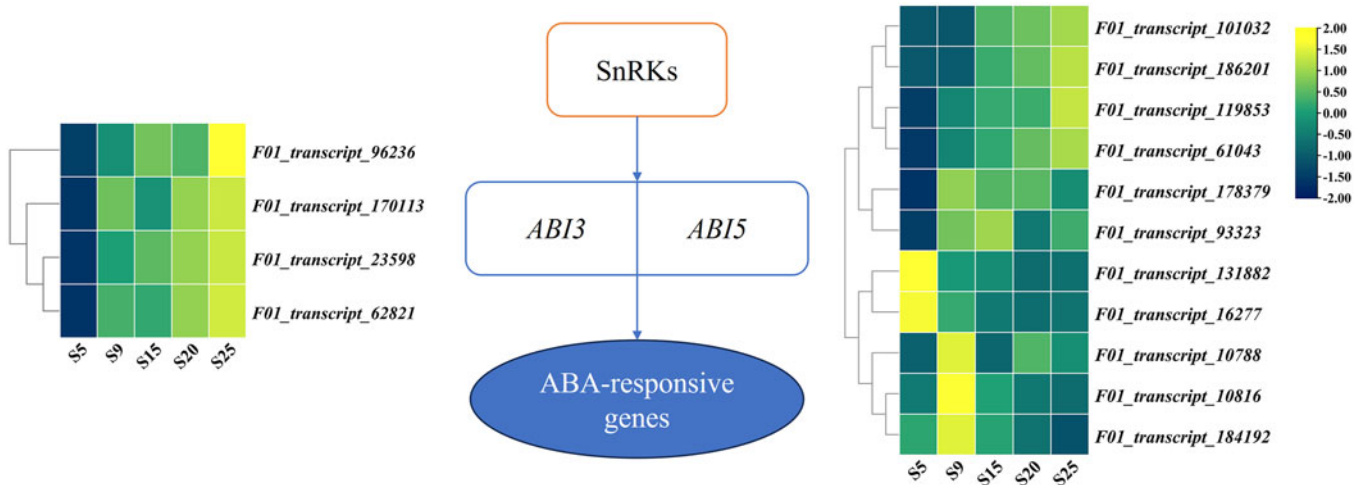 F01_transcript_96236
F01_transcript_170113
F01_transcript_23598
F01_transcript_62821
S5 S9 S15 S20 S25
SnRKs
ABI3 ABI5
ABA-responsive
genes
F01_transcript_101032
F01_transcript_186201
F01_transcript_119853
F01_transcript_61043
F01_transcript_178379
F01_transcript_93323
F01_transcript_131882
F01_transcript_16277
F01_transcript_10788
F01_transcript_10816
F01_transcript_184192
S5 S9 S15 S20 S25
2.00
1.50
1.00
0.50
0.00
-0.50
-1.00
-1.50
-2.00